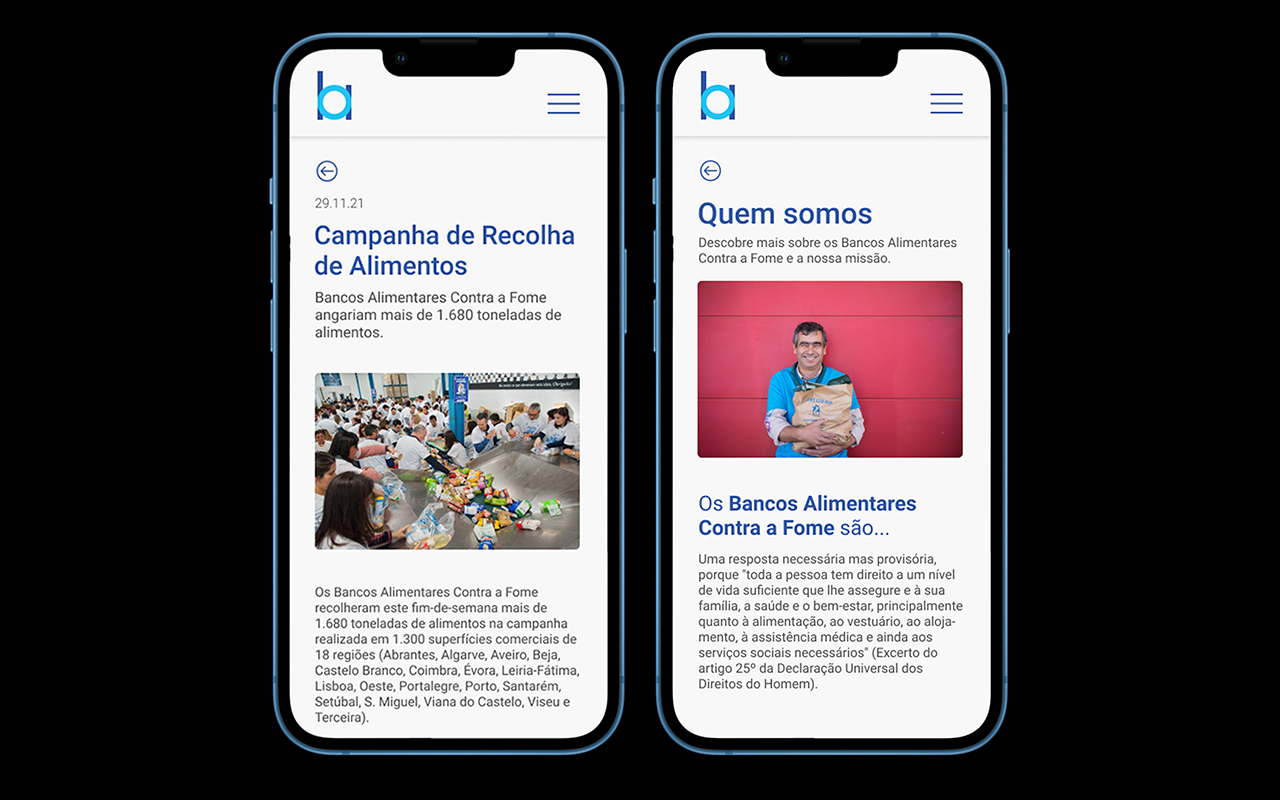 29.11.21
Campanha de Recolha
de Alimentos
Bancos Alimentares Contra a Fome
angariam mais de 1.680 toneladas de
alimentos.
Obrigado!
Os Bancos Alimentares Contra a Fome
recolheram este fim-de-semana mais de
1.680 toneladas de alimentos na campanha
realizada em 1.300 superfícies comerciais de
18 regiões (Abrantes, Algarve, Aveiro, Beja,
Castelo Branco, Coimbra, Évora, Leiria-Fátima,
Lisboa, Oeste, Portalegre, Porto, Santarém,
Setúbal, S. Miguel, Viana do Castelo, Viseu e
Terceira).
Quem somos
Descobre mais sobre os Bancos Alimentares
Contra a Fome e a nossa missão.
Os Bancos Alimentares
Contra a Fome são...
Uma resposta necessária mas provisória,
porque "toda a pessoa tem direito a um nível
de vida suficiente que lhe assegure e à sua
família, a saúde e o bem-estar, principalmente
quanto à alimentação, ao vestuário, ao aloja-
mento, à assistência médica e ainda aos
serviços sociais necessários" (Excerto do
artigo 25º da Declaração Universal dos
Direitos do Homem).